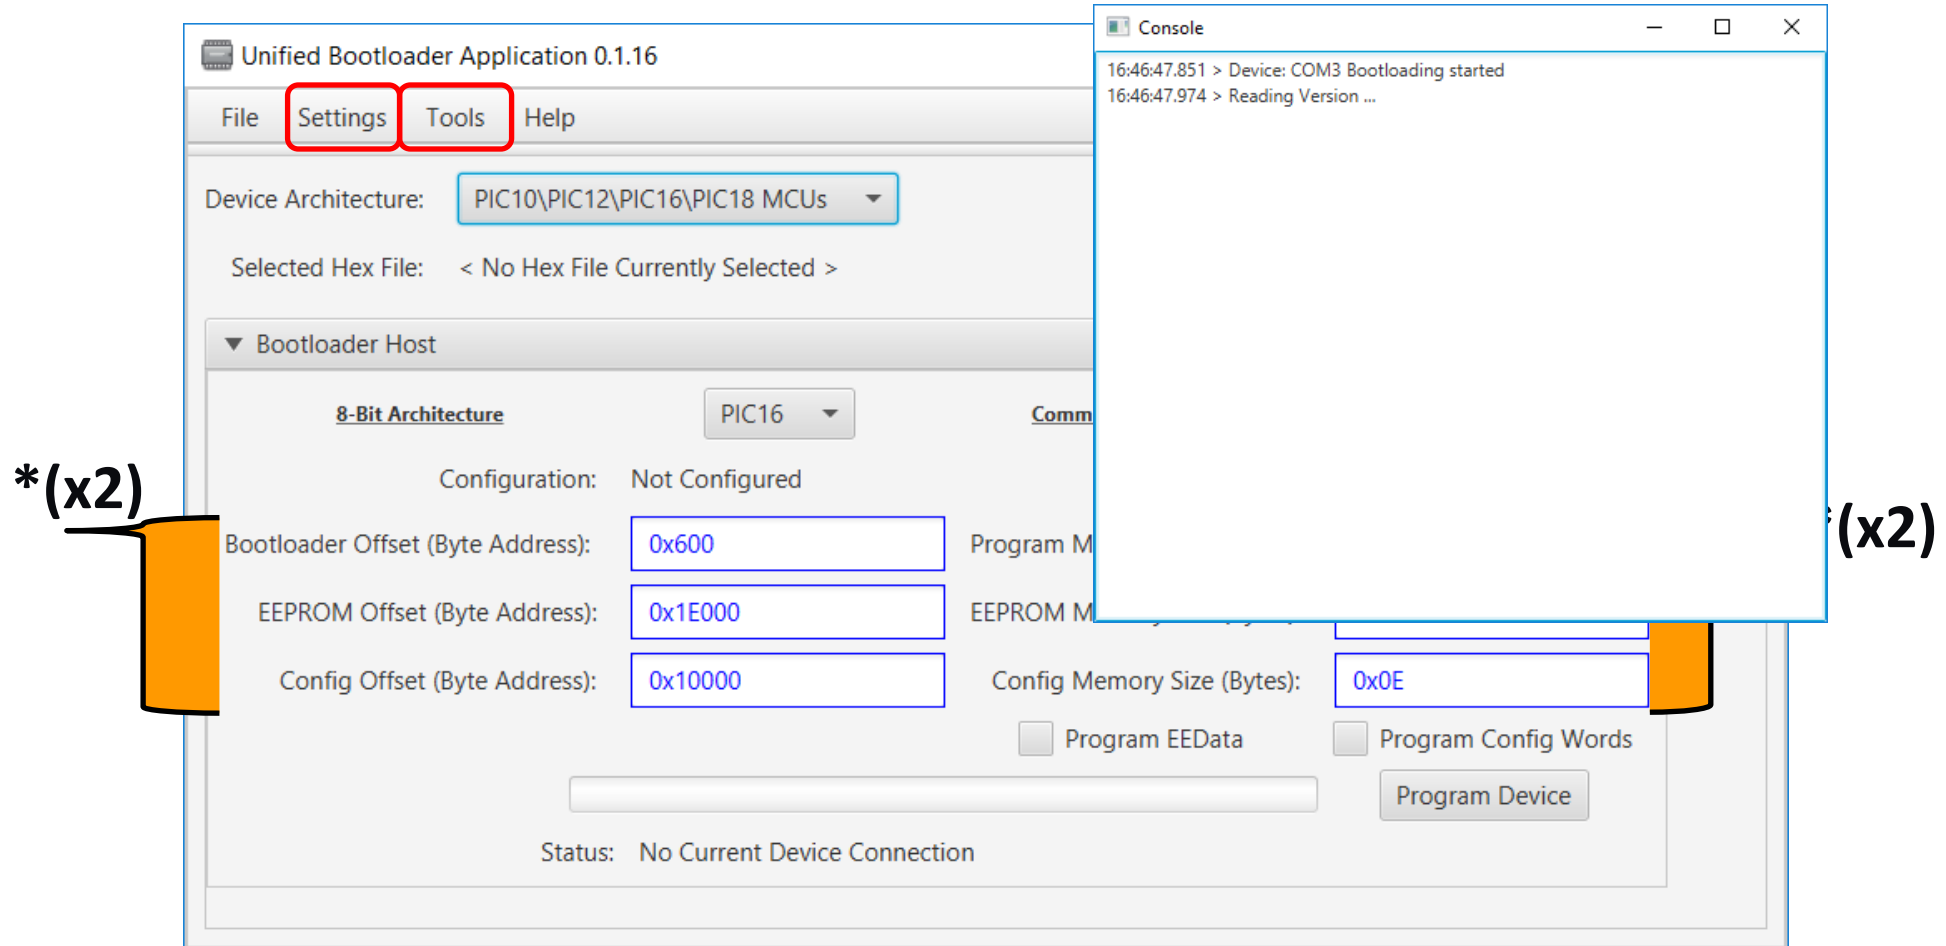 Unified Bootloader Application 0.1.16
File Settings Tools Help
Device Architecture: PIC10\PIC12\PIC16\PIC18 MCUs
Selected Hex File: < No Hex File Currently Selected >
Bootloader Host
8-Bit Architecture PIC16 Comm
Configuration: Not Configured
*(x2)
Bootloader Offset (Byte Address): 0x600 Program M
EEPROM Offset (Byte Address): 0x1E000 EEPROM M
Config Offset (Byte Address): 0x10000 Config Memory Size (Bytes): 0x0E
Program EEData Program Config Words
Program Device
Status: No Current Device Connection
Console
16:46:47.851 > Device: COM3 Bootloading started
16:46:47.974 > Reading Version ...
*(x2)